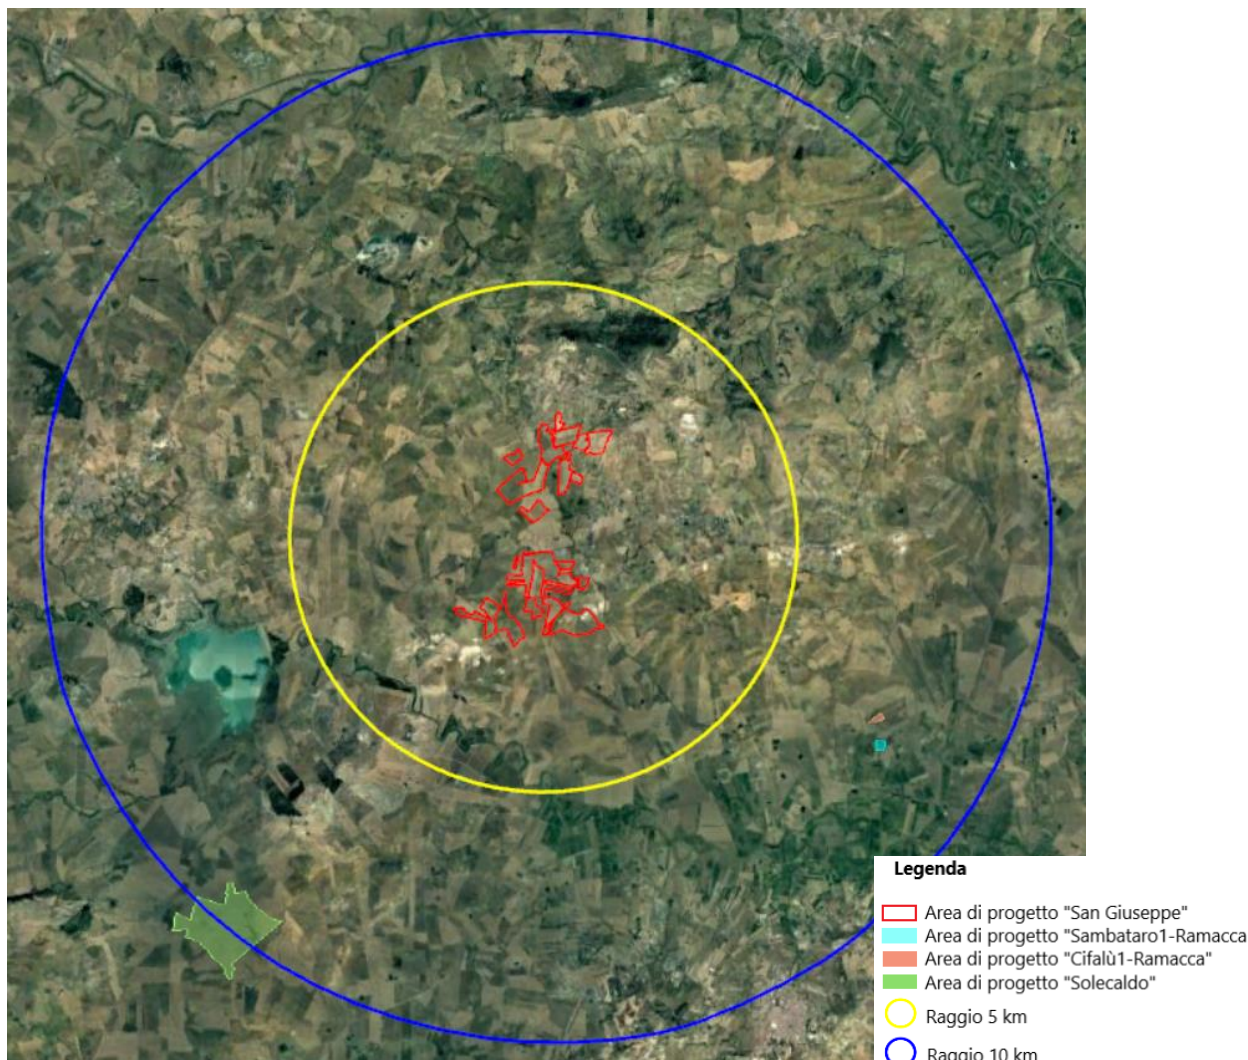 Legenda
Area di progetto "San Giuseppe"
Area di progetto "Sambataro1-Ramacca
Area di progetto "Cifalù1-Ramacca"
Area di progetto "Solecaldo"
Raggio 5 km
Raggio 10 km